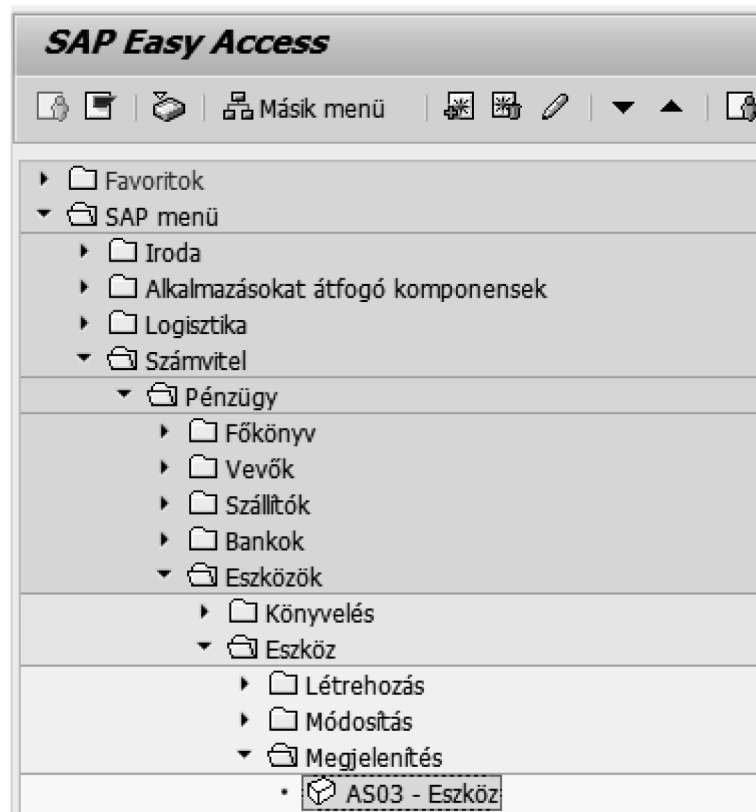 SAP Easy Access
Másik menü
Favoritok
SAP menü
Iroda
Alkalmazásokat átfogó komponensek
Logisztika
Számvitel
Pénzügy
Főkönyv
Vevők
Szállítók
Bankok
Eszközök
Könyvelés
Eszköz
Létrehozás
Módosítás
Megjelenítés
AS03 - Eszköz